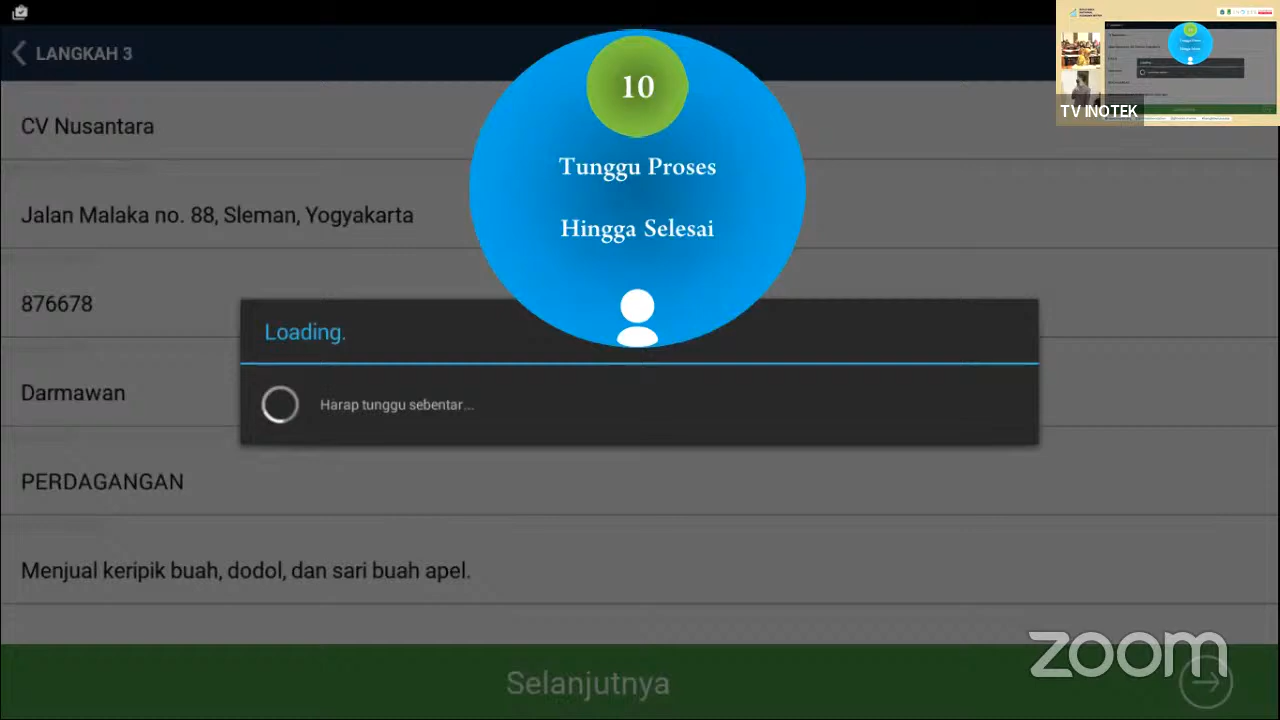 LANGKAH 3
10
Tunggu Proses
Hingga Selesai
TV INOTEK
CV Nusantara
Jalan Malaka no. 88, Sleman, Yogyakarta
876678
Loading.
Darmawan
Harap tunggu sebentar...
PERDAGANGAN
Menjual keripik buah, dodol, dan sari buah apel.
zoom
Selanjutnya